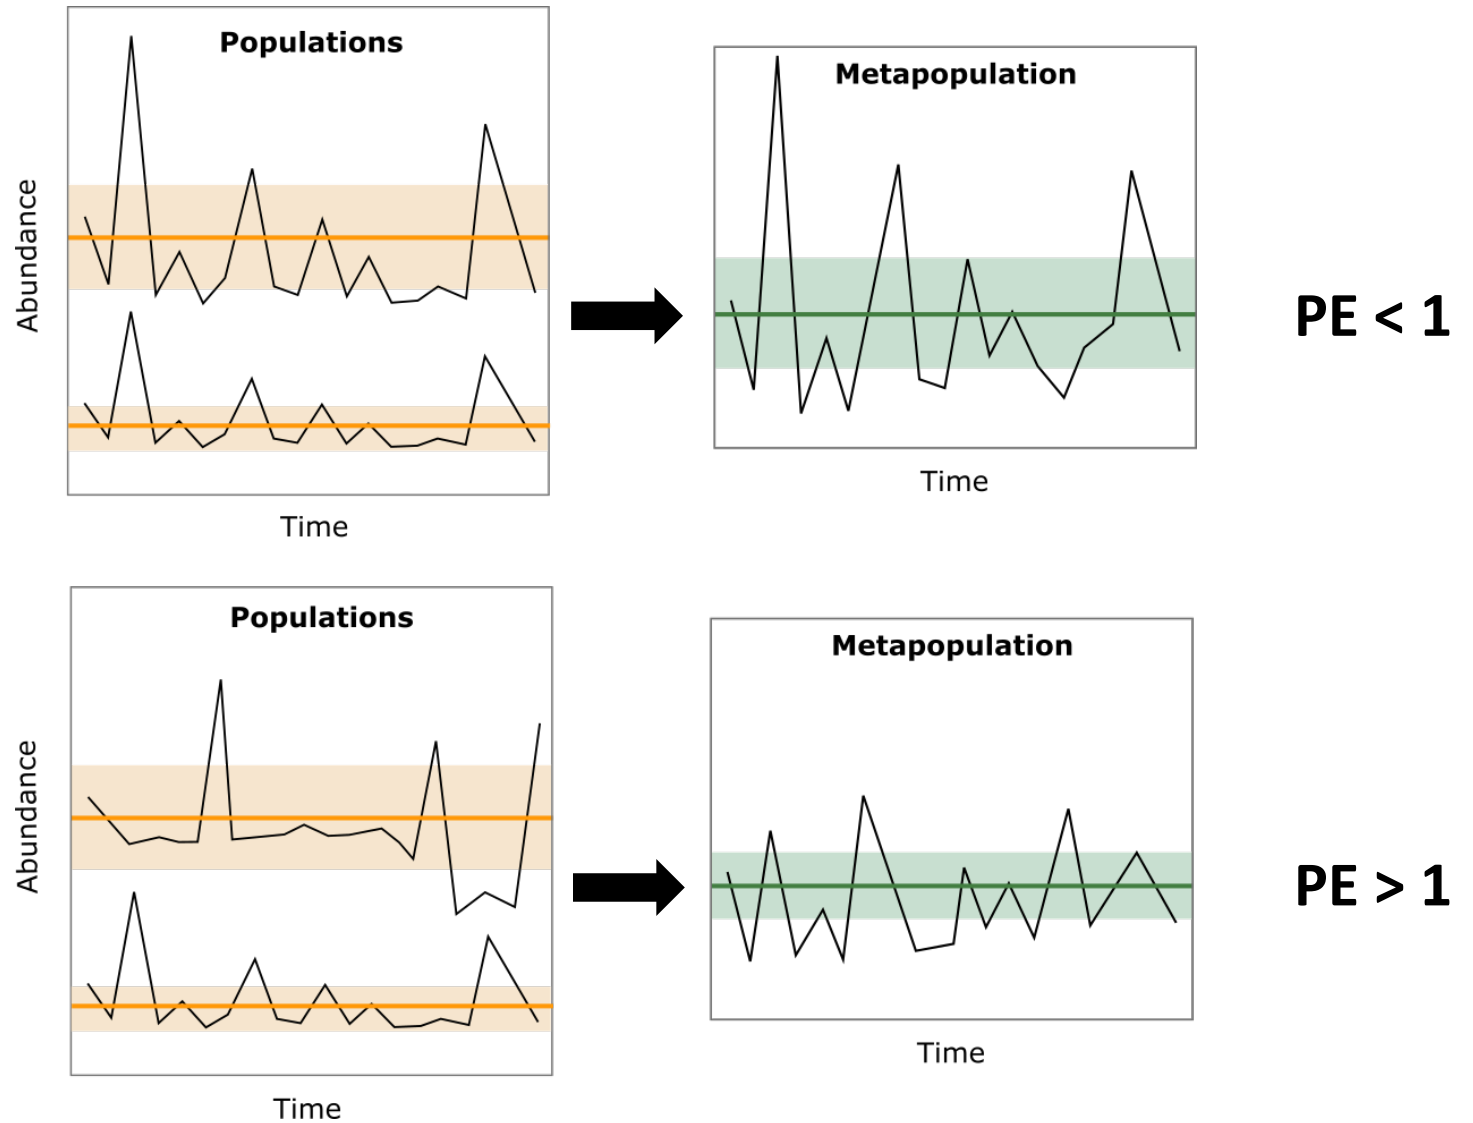 Populations
Abundance
Time
Metapopulation
Time
PE < 1
Populations
Abundance
Time
Metapopulation
Time
PE > 1